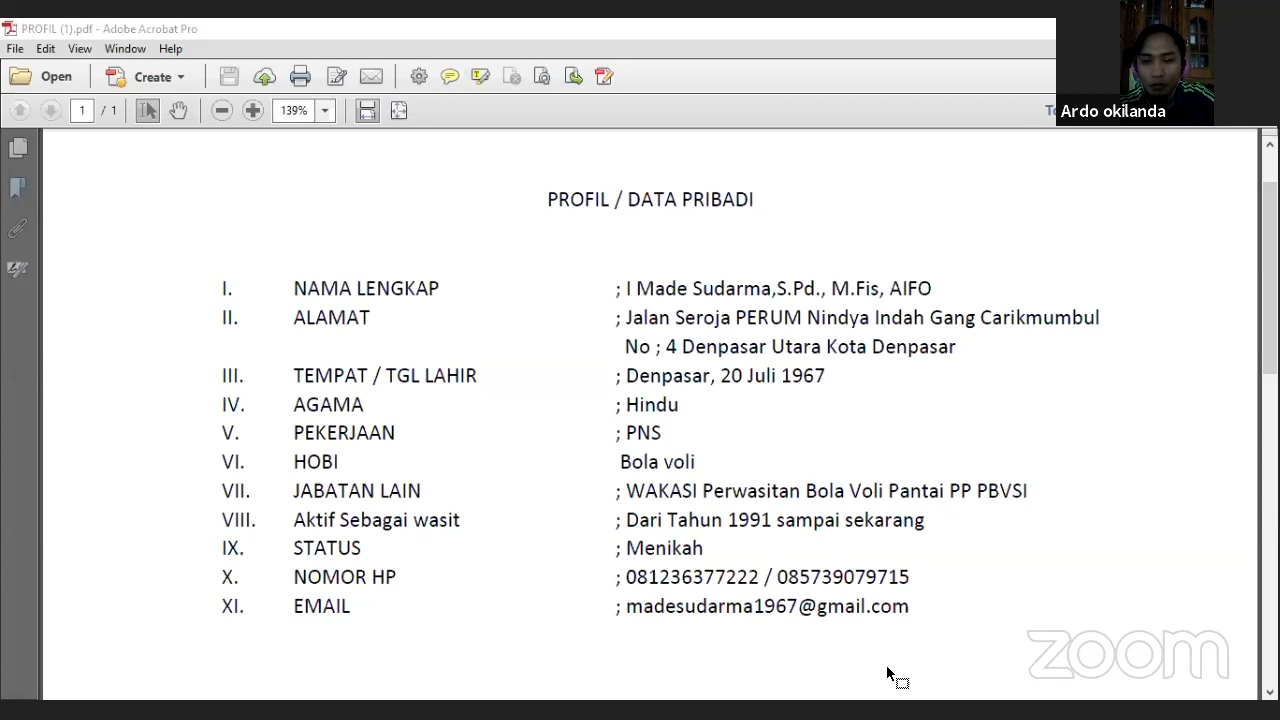 PROFIL (1).pdf - Adobe Acrobat Pro
File Edit View Window Help
Open Create
1 / 1 139%
Ardo okilanda
PROFIL / DATA PRIBADI
I. NAMA LENGKAP ; I Made Sudarma,S.Pd., M.Fis, AIFO
II. ALAMAT ; Jalan Seroja PERUM Nindya Indah Gang Carikmumbul
No ; 4 Denpasar Utara Kota Denpasar
III. TEMPAT / TGL LAHIR ; Denpasar, 20 Juli 1967
IV. AGAMA ; Hindu
V. PEKERJAAN ; PNS
VI. HOBI Bola voli
VII. JABATAN LAIN ; WAKASI Perwasitan Bola Voli Pantai PP PBVSI
VIII. Aktif Sebagai wasit ; Dari Tahun 1991 sampai sekarang
IX. STATUS ; Menikah
X. NOMOR HP ; 081236377222 / 085739079715
XI. EMAIL ; madesudarma1967@gmail.com
zoom